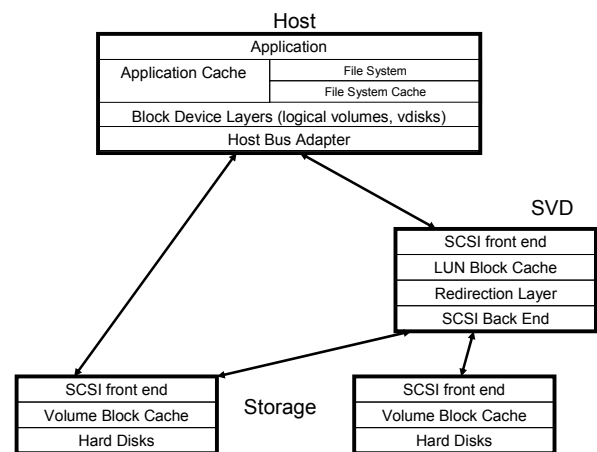 Host
Application
Application Cache
File System
File System Cache
Block Device Layers (logical volumes, vdisks)
Host Bus Adapter
SVD
SCSI front end
LUN Block Cache
Redirection Layer
SCSI Back End
SCSI front end
Volume Block Cache
Hard Disks
Storage
SCSI front end
Volume Block Cache
Hard Disks